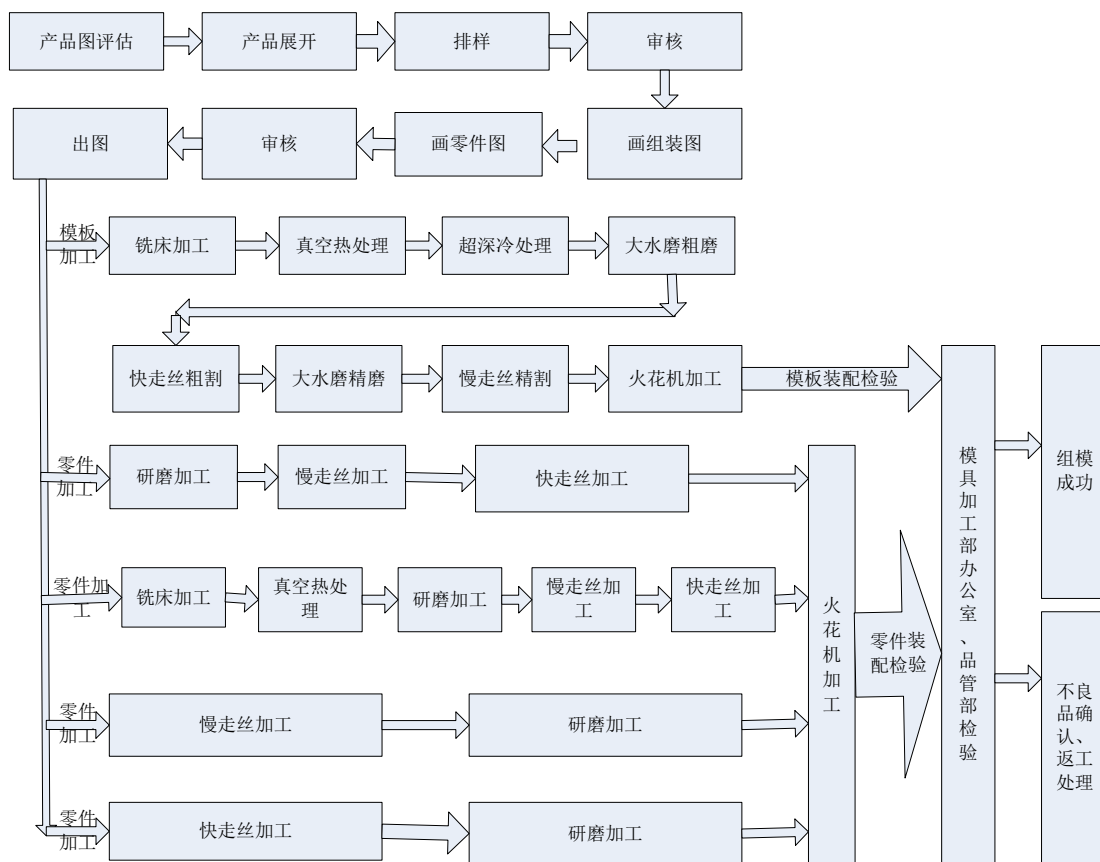 产品图评估
产品展开
排样
审核
出图
审核
画零件图
画组装图
模板
加工
铣床加工
真空热处理
超深冷处理
大水磨粗磨
快走丝粗割
大水磨精磨
慢走丝精割
火花机加工
模板装配检验
零件
加工
研磨加工
慢走丝加工
快走丝加工
零件加
工
铣床加工
真空热处
理
研磨加工
慢走丝加
工
快走丝加
工
零件
加工
慢走丝加工
研磨加工
零件
加工
快走丝加工
研磨加工
火花机加工
零件装
配检验
模具加工部办公室、品管部检验
组模
成功
不良
品确
认、
返工
处理